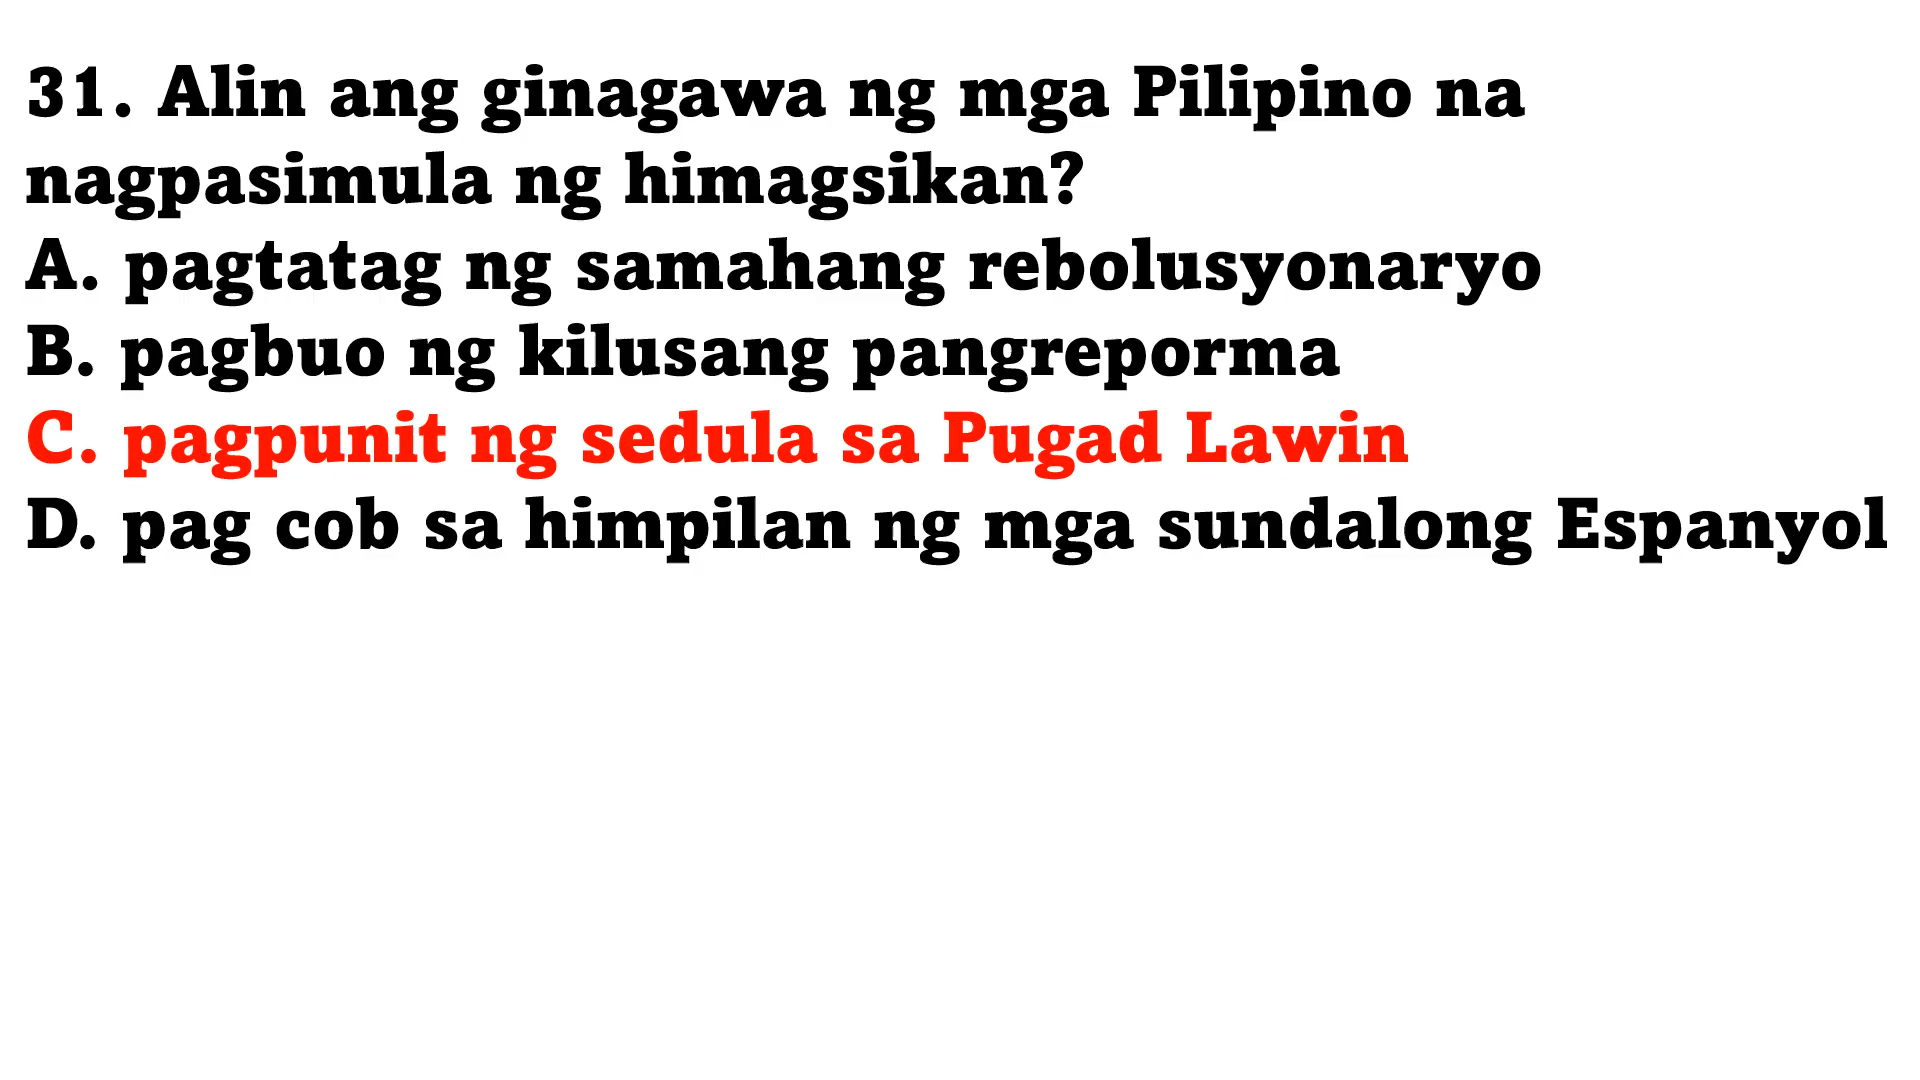 31. Alin ang ginagawa ng mga Pilipino na
nagpasimula ng himagsikan?
A. pagtatag ng samahang rebolusyonaryo
B. pagbuo ng kilusang pangreporma
C. pagpunit ng sedula sa Pugad Lawin
D. pag cob sa himpilan ng mga sundalong Espanyol